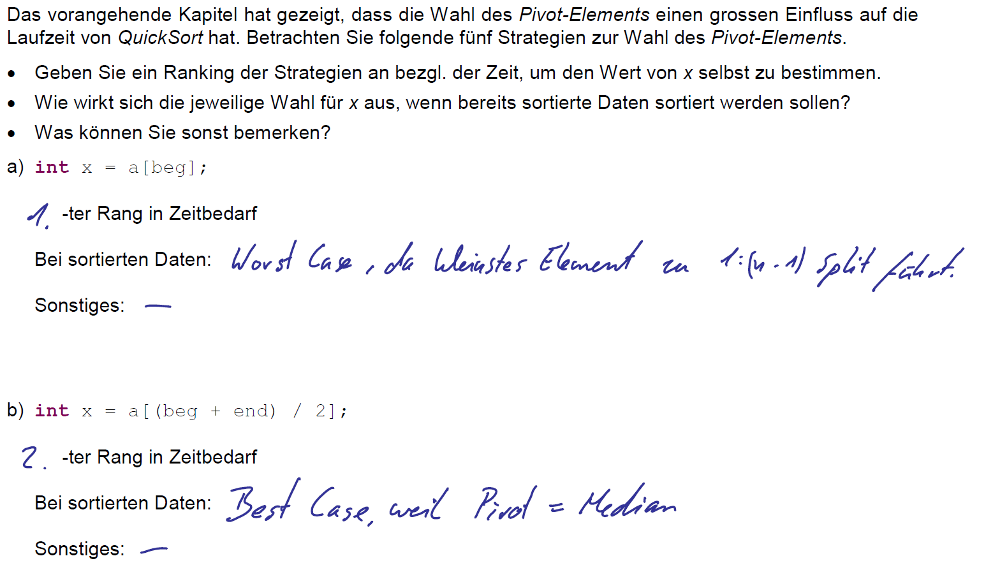 Das vorangehende Kapitel hat gezeigt, dass die Wahl des Pivot-Elements einen grossen Einfluss auf die
Laufzeit von QuickSort hat. Betrachten Sie folgende fünf Strategien zur Wahl des Pivot-Elements.
• Geben Sie ein Ranking der Strategien an bezgl. der Zeit, um den Wert von x selbst zu bestimmen.
• Wie wirkt sich die jeweilige Wahl für x aus, wenn bereits sortierte Daten sortiert werden sollen?
• Was können Sie sonst bemerken?
a) int x = a[beg];
1. -ter Rang in Zeitbedarf
Bei sortierten Daten: Worst Case, da kleinstes Element zu 1:(n-1) Split führt.
Sonstiges: —
b) int x = a[(beg + end) / 2];
2. -ter Rang in Zeitbedarf
Bei sortierten Daten: Best Case, weil Pivot = Median
Sonstiges: —